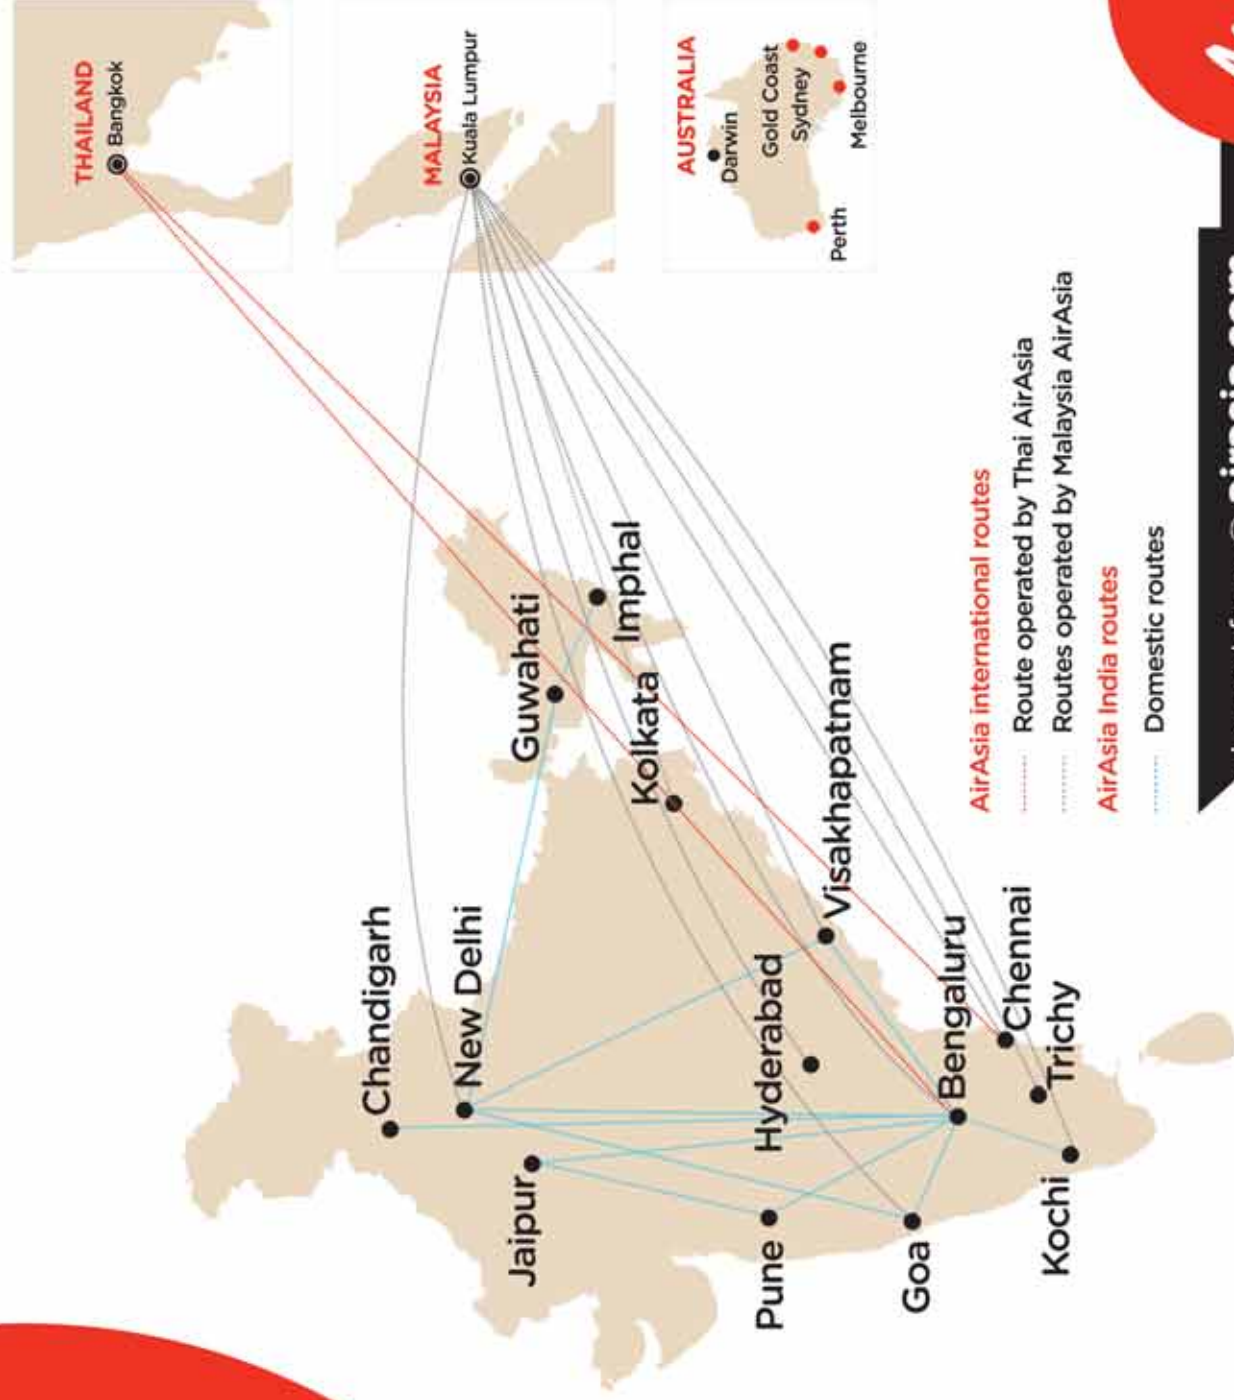 THAILAND
Bangkok
MALAYSIA
Kuala Lumpur
AUSTRALIA
Darwin
Gold Coast
Sydney
Melbourne
Perth
Chandigarh
New Delhi
Jaipur
Guwahati
Imphal
Kolkata
Visakhapatnam
Hyderabad
Pune
Goa
Bengaluru
Chennai
Trichy
Kochi
AirAsia international routes
Route operated by Thai AirAsia
Routes operated by Malaysia AirAsia
AirAsia India routes
Domestic routes